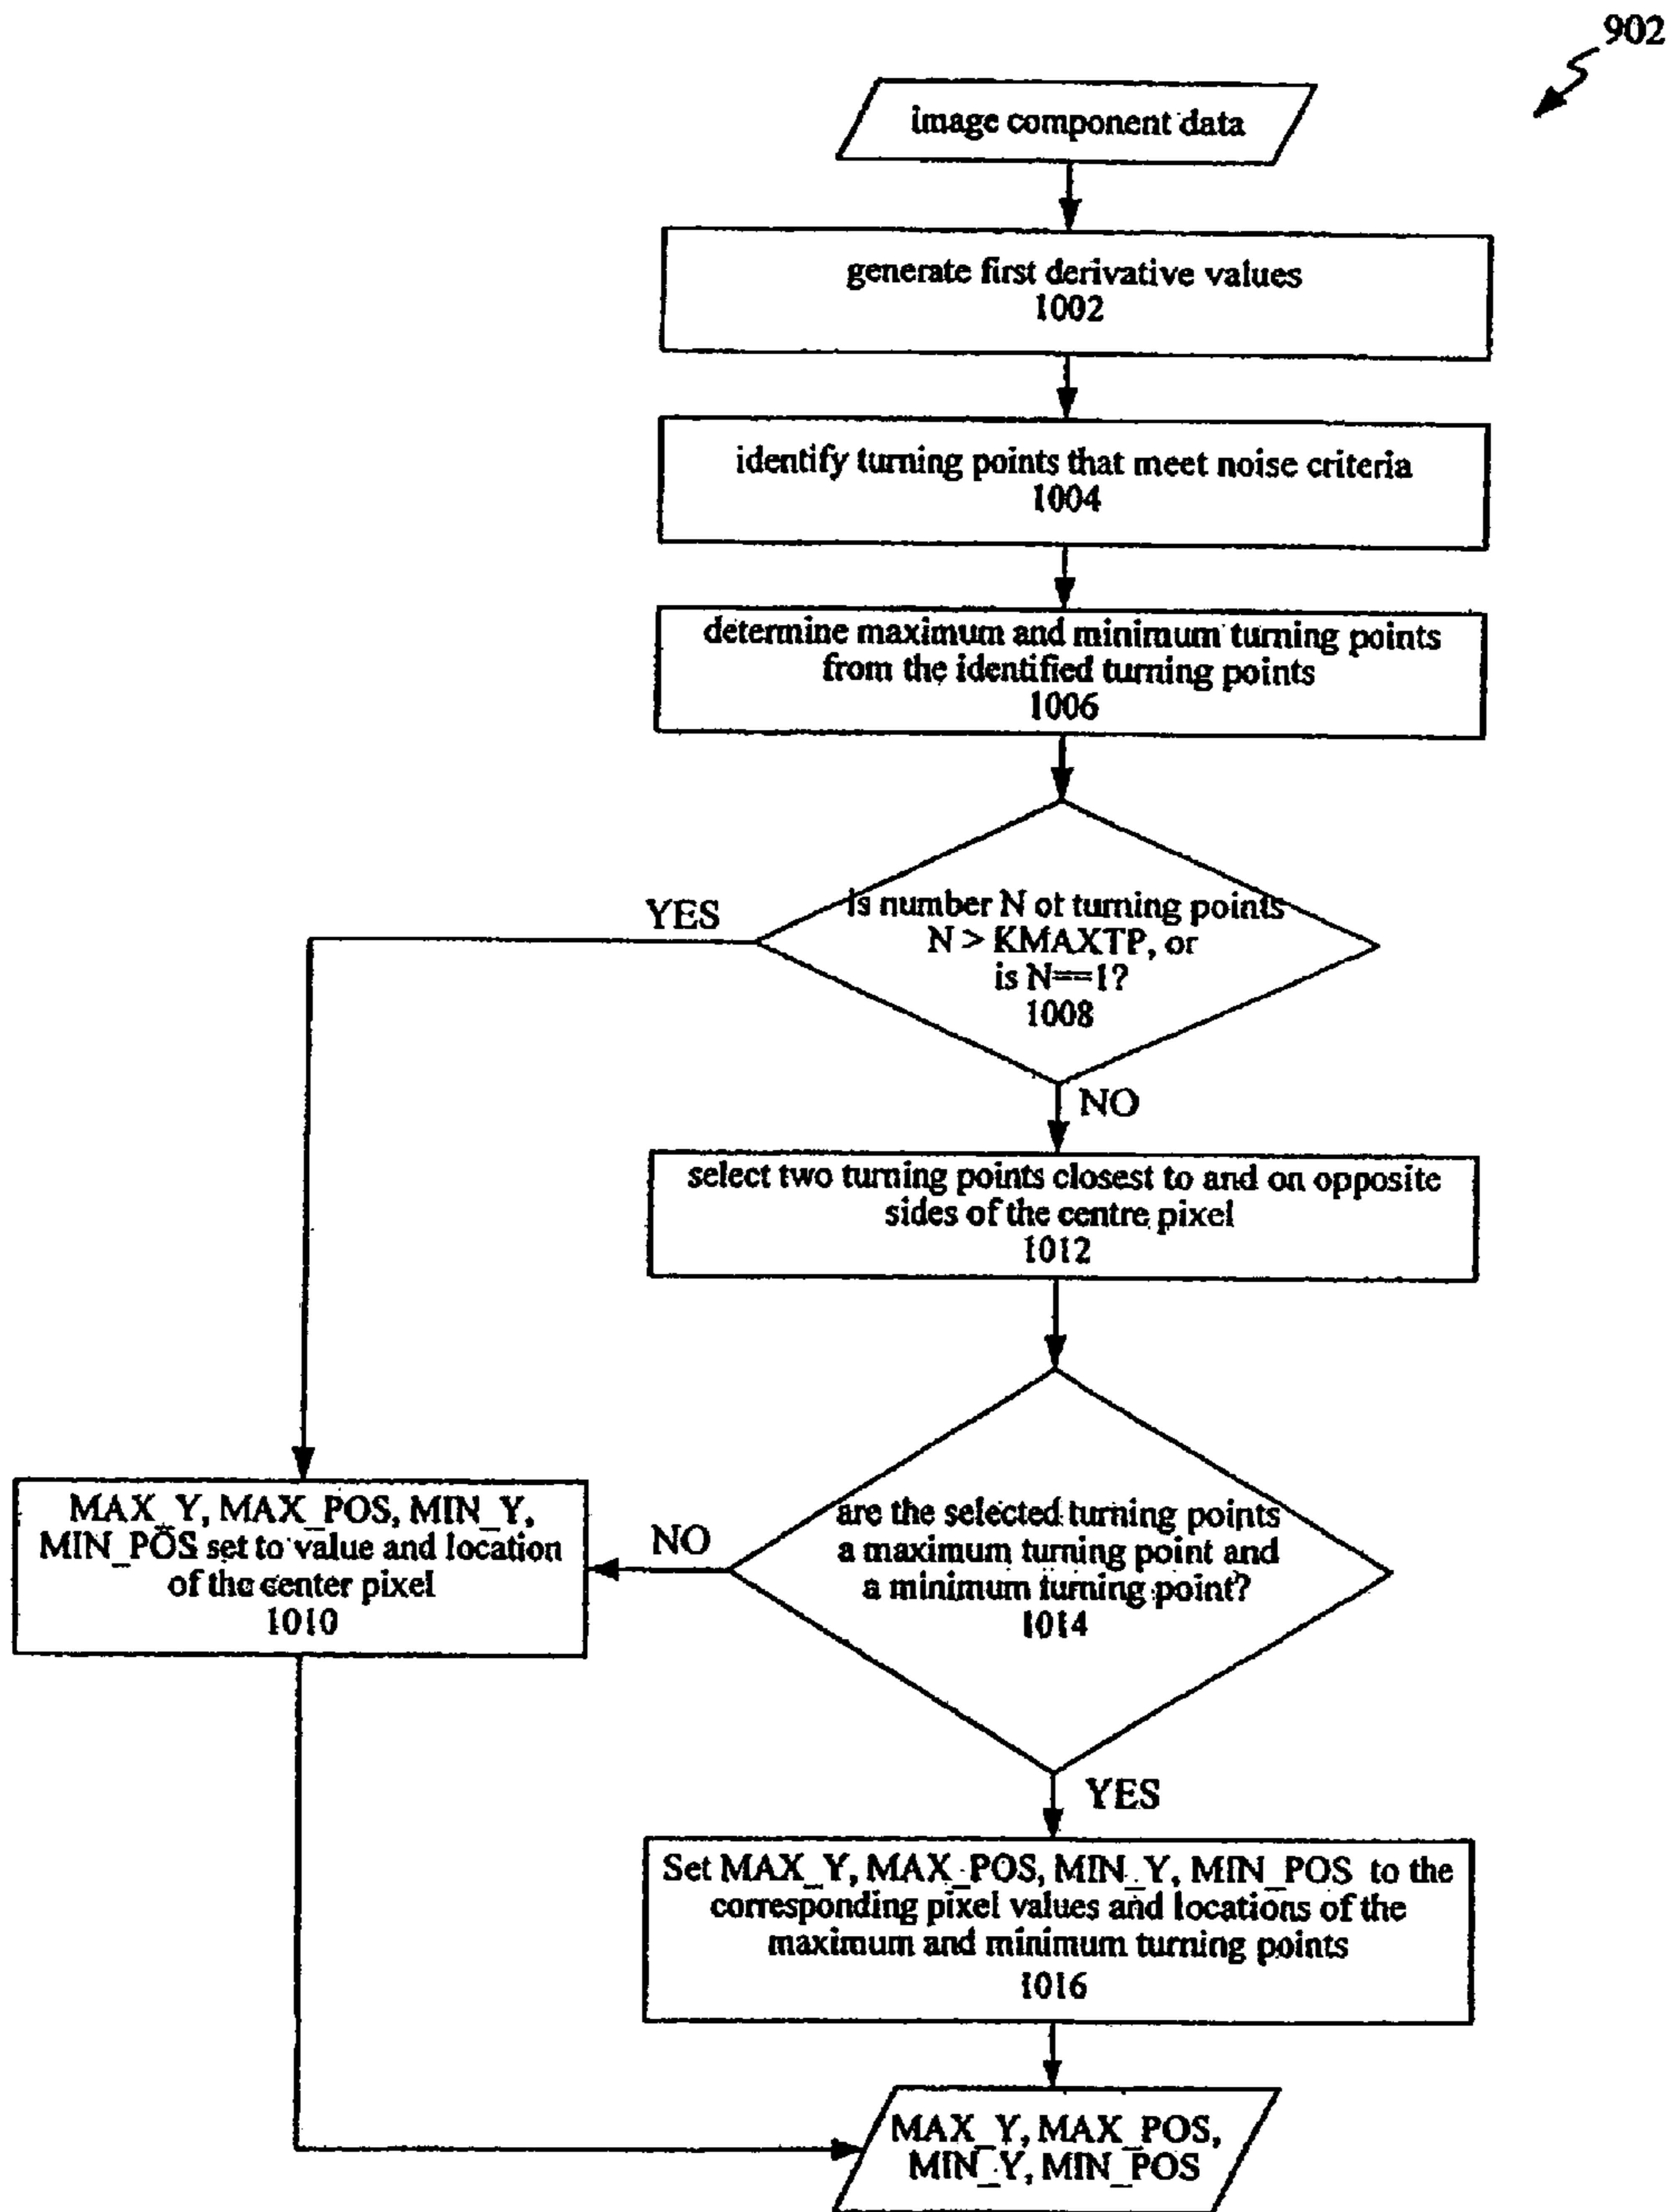 902
image component data
generate first derivative values
1002
identify turning points that meet noise criteria
1004
determine maximum and minimum turning points
from the identified turning points
1006
is number N of turning points
N > KMAXTP, or
is N==1?
1008
YES
NO
select two turning points closest to and on opposite
sides of the centre pixel
1012
MAX_Y, MAX_POS, MIN_Y,
MIN_POS set to value and location
of the center pixel
1010
NO
are the selected turning points
a maximum turning point and
a minimum turning point?
1014
YES
Set MAX_Y, MAX_POS, MIN_Y, MIN_POS to the
corresponding pixel values and locations of the
maximum and minimum turning points
1016
MAX_Y, MAX_POS,
MIN_Y, MIN_POS